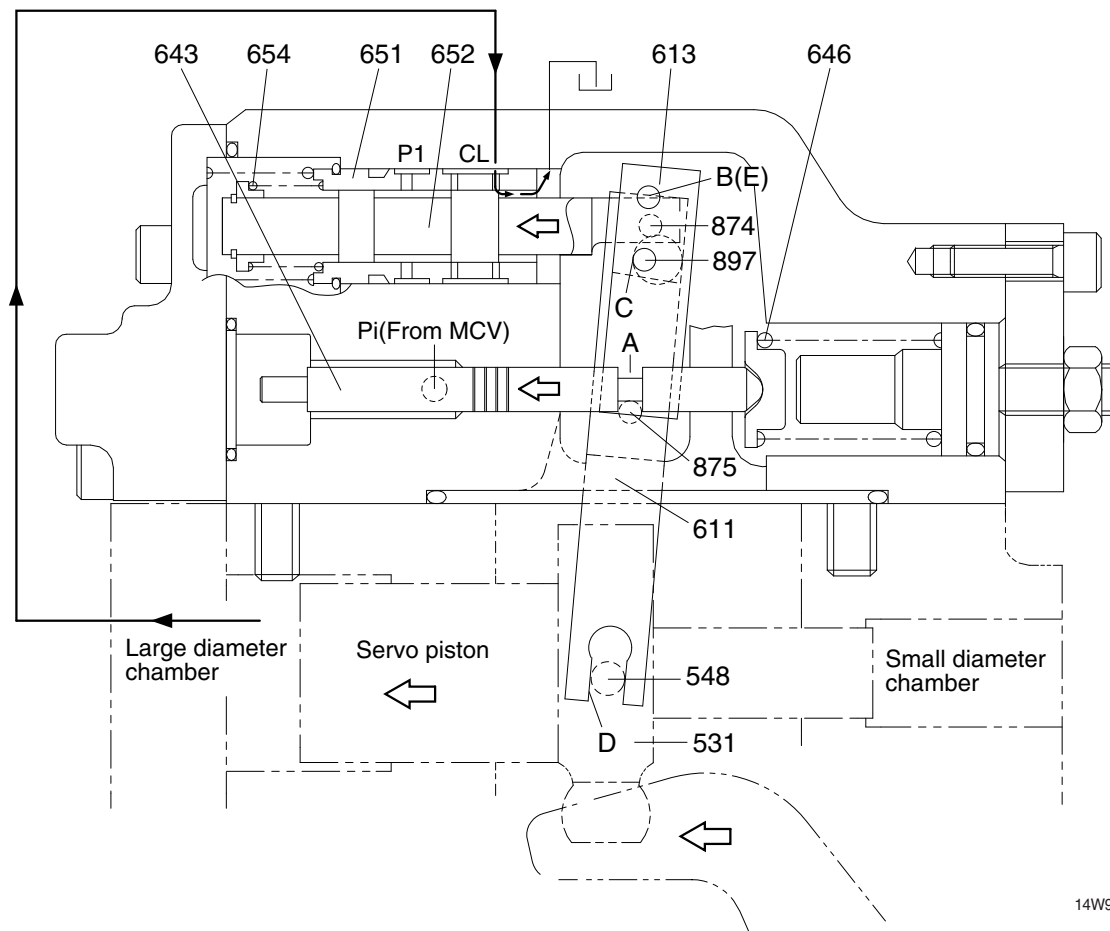 643 654 651 652 613 646
P1 CL
B(E)
874
897
C
Pi(From MCV)
A
875
611
Large diameter
chamber
Servo piston
Small diameter
chamber
548
D 531
14W9